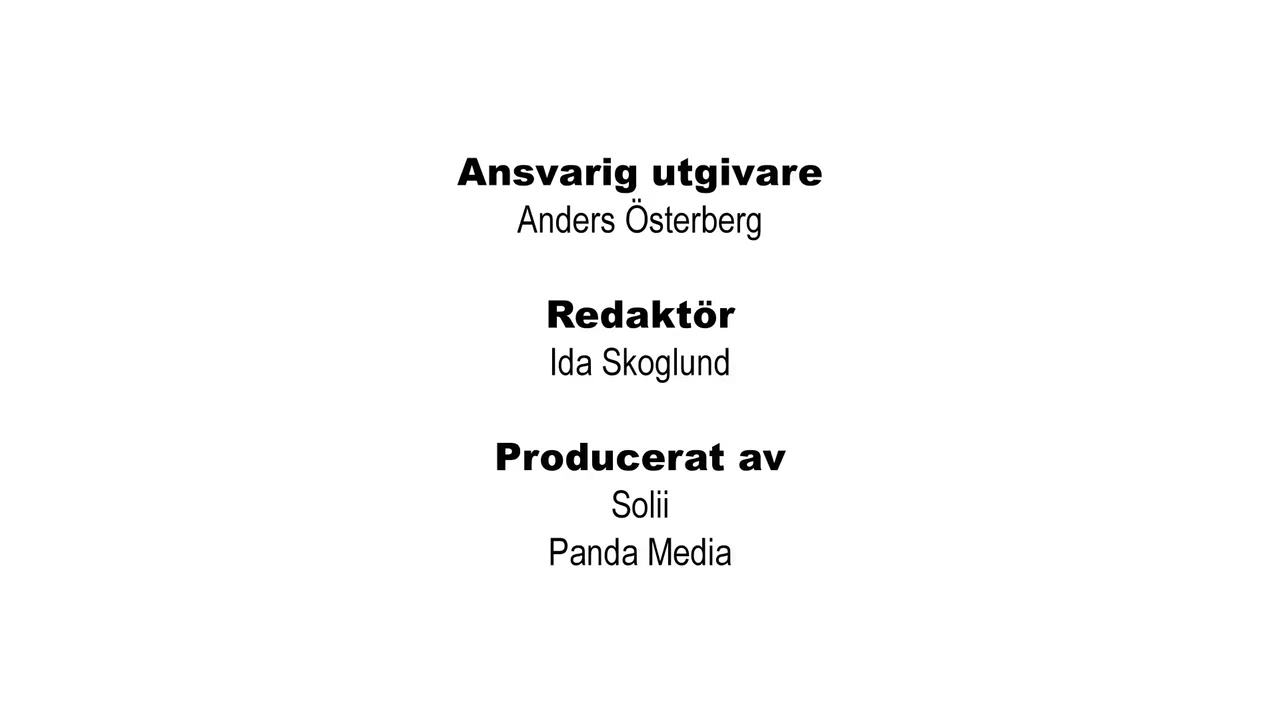 Ansvarig utgivare
Anders Österberg
Redaktör
Ida Skoglund
Producerat av
Solii
Panda Media